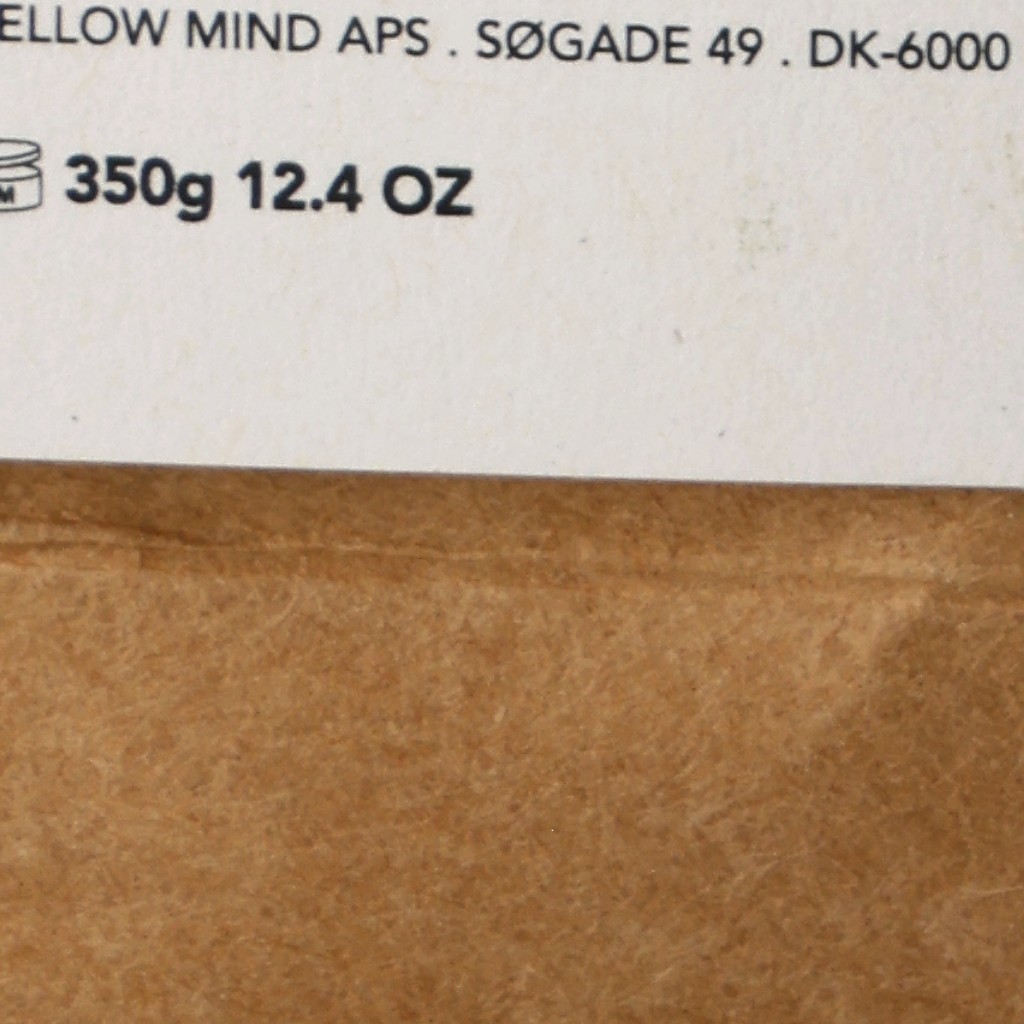 ELLOW MIND APS . SØGADE 49 . DK-6000
M 350g 12.4 OZ